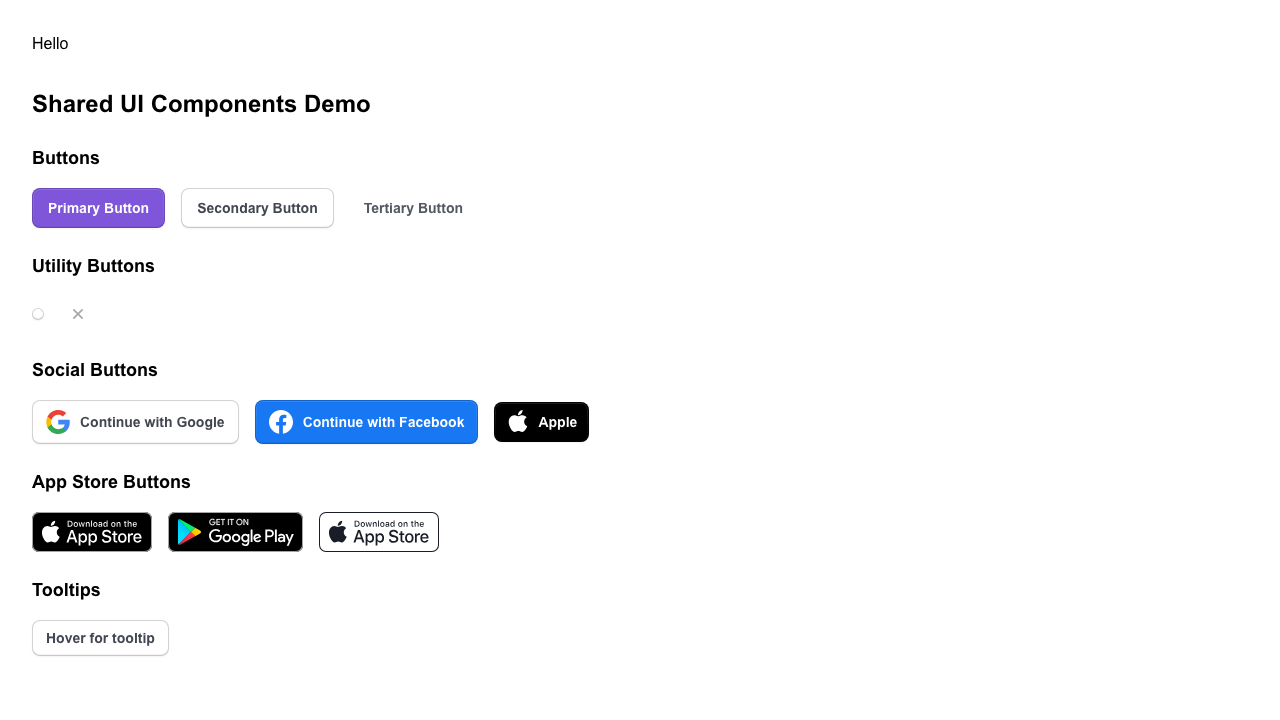 Hello
Shared UI Components Demo
Buttons
Primary Button
Secondary Button
Tertiary Button
Utility Buttons
Social Buttons
Continue with Google
Continue with Facebook
Apple
App Store Buttons
Download on the
App Store
GET IT ON
Google Play
Download on the
App Store
Tooltips
Hover for tooltip